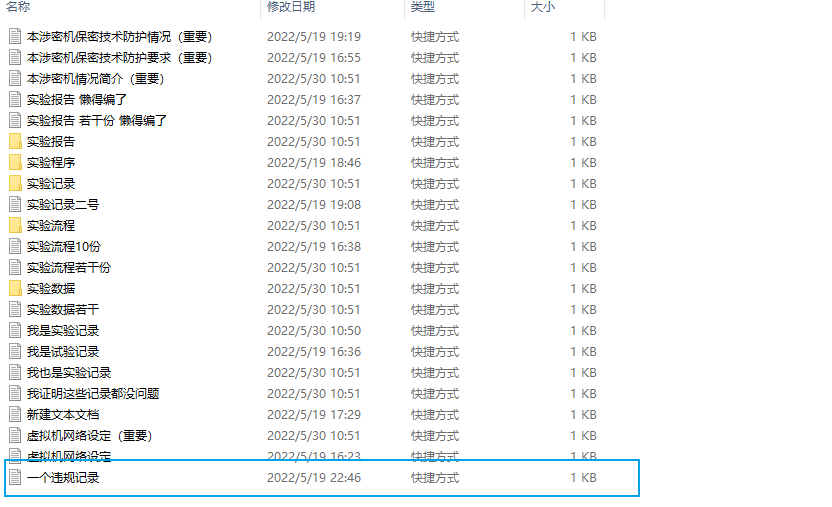 名称 修改日期 类型 大小
本涉密机保密技术防护情况（重要） 2022/5/19 19:19 快捷方式 1 KB
本涉密机保密技术防护要求（重要） 2022/5/19 16:55 快捷方式 1 KB
本涉密机情况简介（重要） 2022/5/30 10:51 快捷方式 1 KB
实验报告 懒得编了 2022/5/19 16:37 快捷方式 1 KB
实验报告 若干份 懒得编了 2022/5/30 10:51 快捷方式 1 KB
实验报告 2022/5/30 10:51 快捷方式 1 KB
实验程序 2022/5/19 18:46 快捷方式 1 KB
实验记录 2022/5/30 10:51 快捷方式 1 KB
实验记录二号 2022/5/19 19:08 快捷方式 1 KB
实验流程 2022/5/30 10:51 快捷方式 1 KB
实验流程10份 2022/5/19 16:38 快捷方式 1 KB
实验流程若干份 2022/5/30 10:51 快捷方式 1 KB
实验数据 2022/5/30 10:51 快捷方式 1 KB
实验数据若干 2022/5/30 10:51 快捷方式 1 KB
我是实验记录 2022/5/30 10:50 快捷方式 1 KB
我是试验记录 2022/5/19 16:36 快捷方式 1 KB
我也是实验记录 2022/5/30 10:51 快捷方式 1 KB
我证明这些记录都没问题 2022/5/30 10:51 快捷方式 1 KB
新建文本文档 2022/5/19 17:29 快捷方式 1 KB
虚拟机网络设定（重要） 2022/5/30 10:51 快捷方式 1 KB
虚拟机网络设定 2022/5/19 16:23 快捷方式 1 KB
一个违规记录 2022/5/19 22:46 快捷方式 1 KB